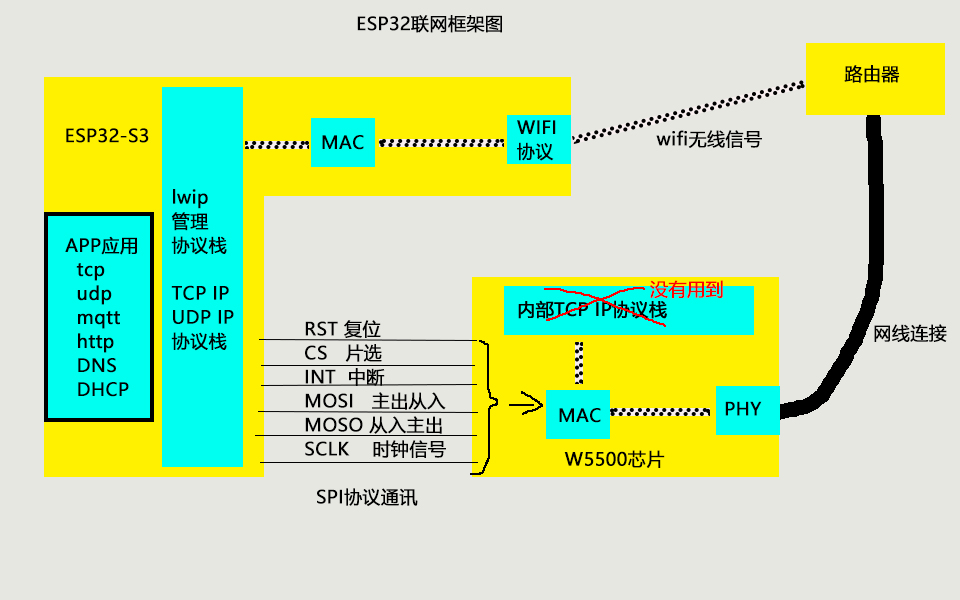 ESP32联网框架图
路由器
ESP32-S3
MAC
WIFI
协议
wifi无线信号
lwip
管理
协议栈
TCP IP
UDP IP
协议栈
APP应用
tcp
udp
mqtt
http
DNS
DHCP
没有用到
内部TCP IP协议栈
RST 复位
CS 片选
INT 中断
MOSI 主出从入
MOSO 从入主出
SCLK 时钟信号
SPI协议通讯
MAC
PHY
W5500芯片
网线连接